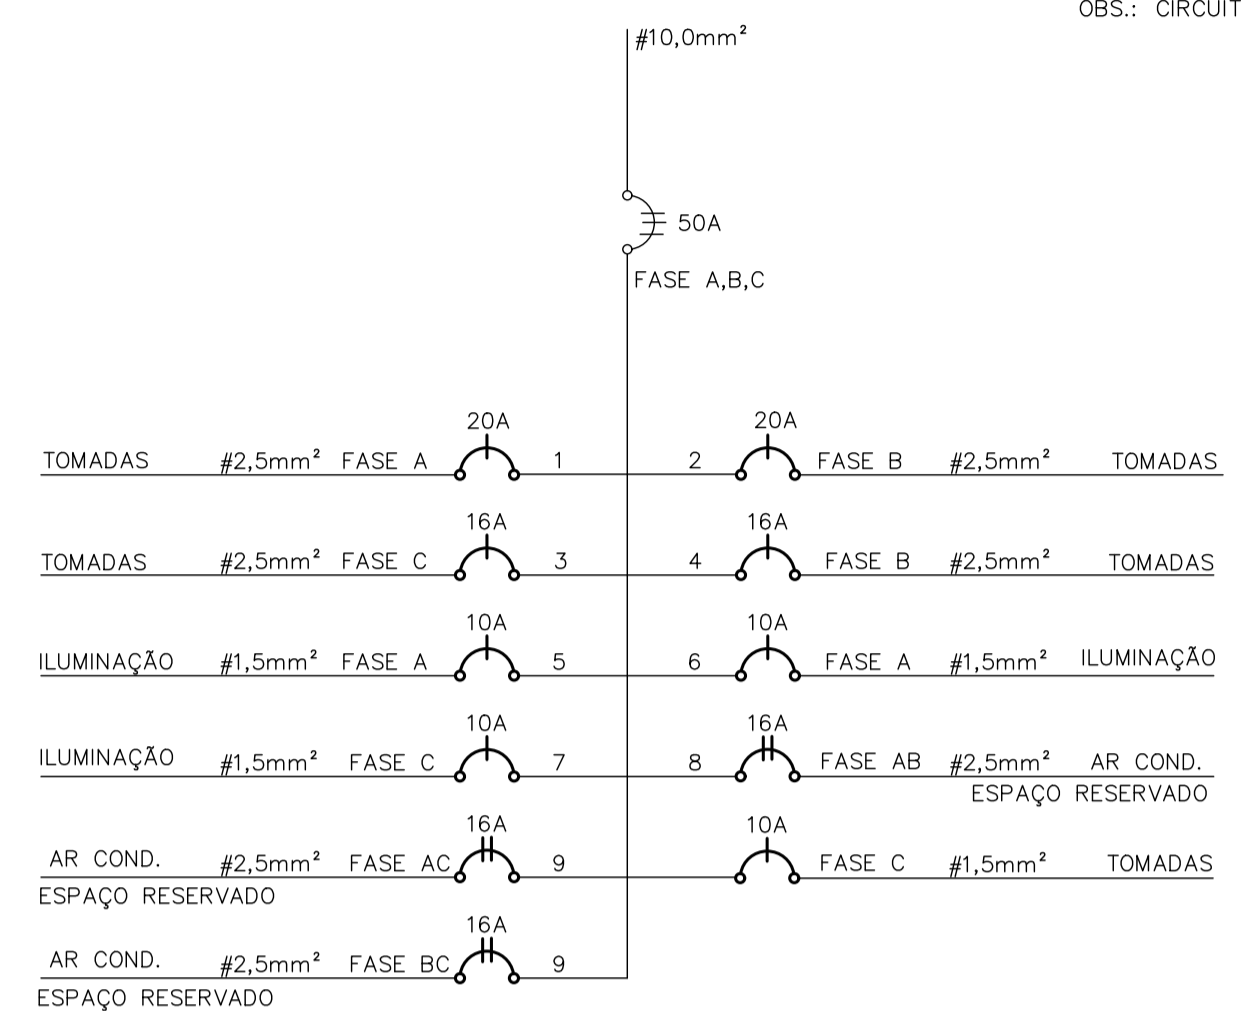 OBS.: CIRCUIT
#10,0mm²
50A
FASE A,B,C
20A 20A
TOMADAS #2,5mm² FASE A 1 2 FASE B #2,5mm² TOMADAS
16A 16A
TOMADAS #2,5mm² FASE C 3 4 FASE B #2,5mm² TOMADAS
10A 10A
ILUMINAÇÃO #1,5mm² FASE A 5 6 FASE A #1,5mm² ILUMINAÇÃO
10A 16A
ILUMINAÇÃO #1,5mm² FASE C 7 8 FASE AB #2,5mm² AR COND.
ESPAÇO RESERVADO
16A 10A
AR COND. #2,5mm² FASE AC 9 FASE C #1,5mm² TOMADAS
ESPAÇO RESERVADO
16A
AR COND. #2,5mm² FASE BC 9
ESPAÇO RESERVADO